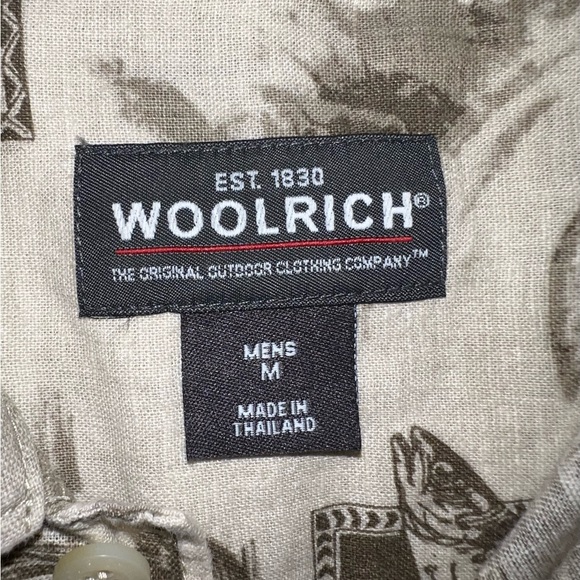 EST. 1830
WOOLRICH®
THE ORIGINAL OUTDOOR CLOTHING COMPANY™
MENS
M
MADE IN
THAILAND